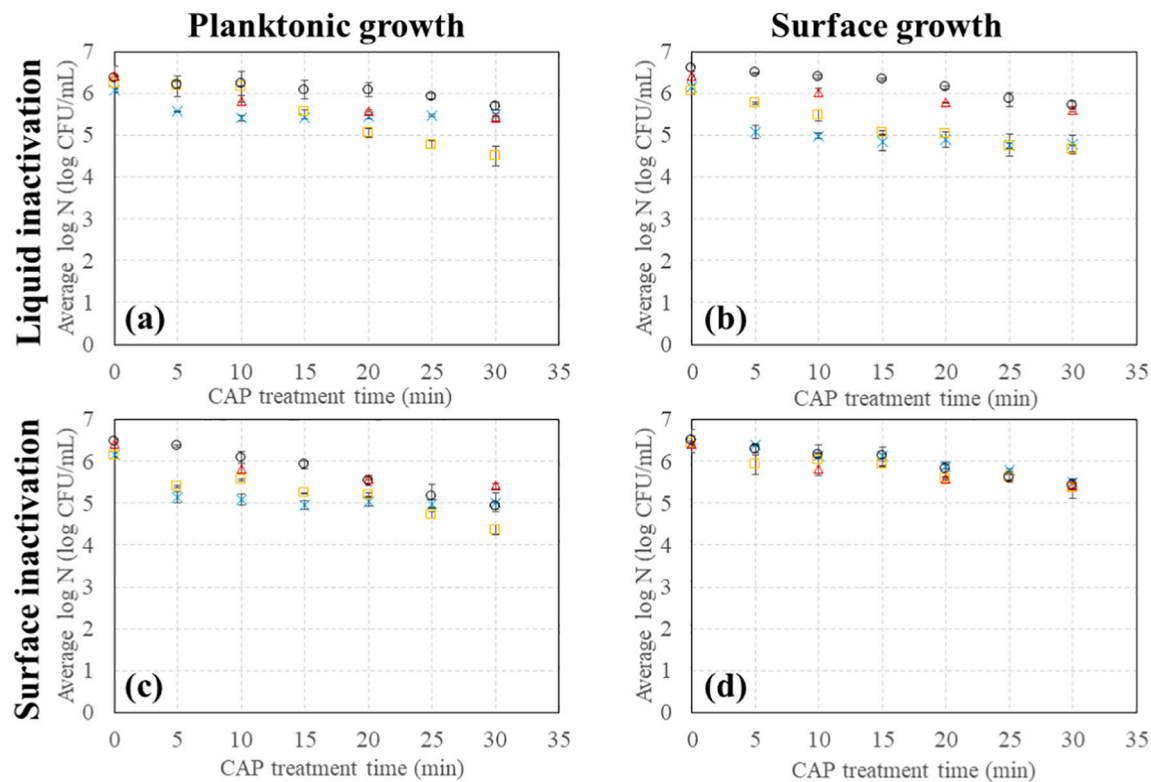 Planktonic growth
Surface growth
Liquid inactivation
Surface inactivation
Average log N (log CFU/mL)
7
6
5
4
3
2
1
0
(a)
0 5 10 15 20 25 30 35
CAP treatment time (min)
Average log N (log CFU/mL)
7
6
5
4
3
2
1
0
(b)
0 5 10 15 20 25 30 35
CAP treatment time (min)
Average log N (log CFU/mL)
7
6
5
4
3
2
1
0
(c)
0 5 10 15 20 25 30 35
CAP treatment time (min)
Average log N (log CFU/mL)
7
6
5
4
3
2
1
0
(d)
0 5 10 15 20 25 30 35
CAP treatment time (min)